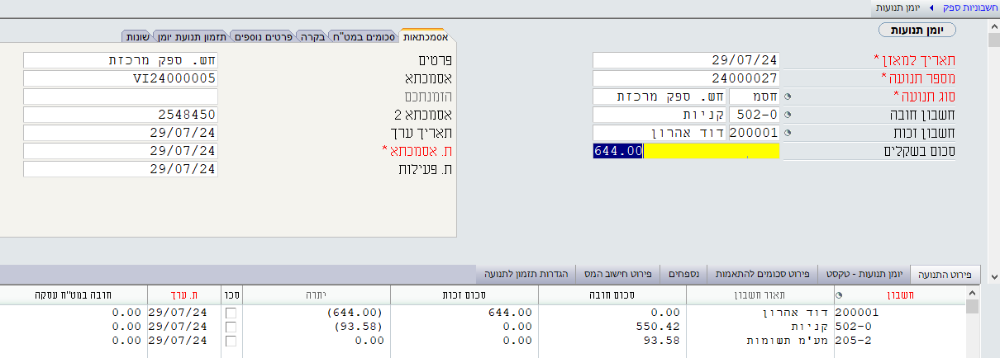 חשבוניות ספק ◄ יומן תנועות
יומן תנועות
תאריך למאזן * 29/07/24
מספר תנועה * 24000027
סוג תנועה * חסמ חש. ספק מרכזת
חשבון חובה 502-0 קניות
חשבון זכות 200001 דוד אהרון
סכום בשקלים 644.00
אסמכתאות סכומים במט"ח בקרה פרטים נוספים תזמון תנועת יומן שונות
פרטים חש. ספק מרכזת
אסמכתא VI24000005
הזמנתכם
אסמכתא 2 2548450
תאריך ערך 29/07/24
ת. אסמכתא * 29/07/24
ת. פעילות 29/07/24
פירוט התנועה יומן תנועות - טקסט פירוט סכומים להתאמות נספחים פירוט חישוב המס הגדרות תזמון לתנועה
חשבון תאור חשבון סכום חובה סכום זכות יתרה סכו ת. ערך חובה במט"ח עסקה
200001 דוד אהרון 0.00 644.00 (644.00) 29/07/24 0.00
502-0 קניות 550.42 0.00 (93.58) 29/07/24 0.00
205-2 מע'מ תשומות 93.58 0.00 0.00 29/07/24 0.00